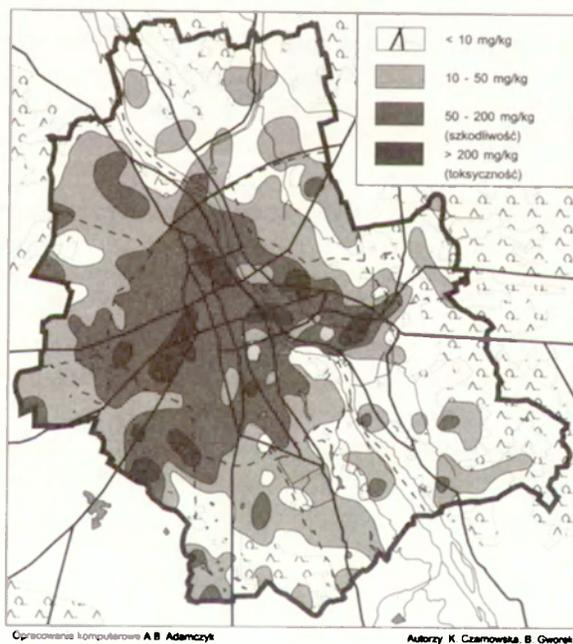 < 10 mg/kg
10 - 50 mg/kg
50 - 200 mg/kg
(szkodliwość)
> 200 mg/kg
(toksyczność)
Opracowanie komputerowe A.B. Adamczyk
Autorzy K. Czarnowska, B. Gworek